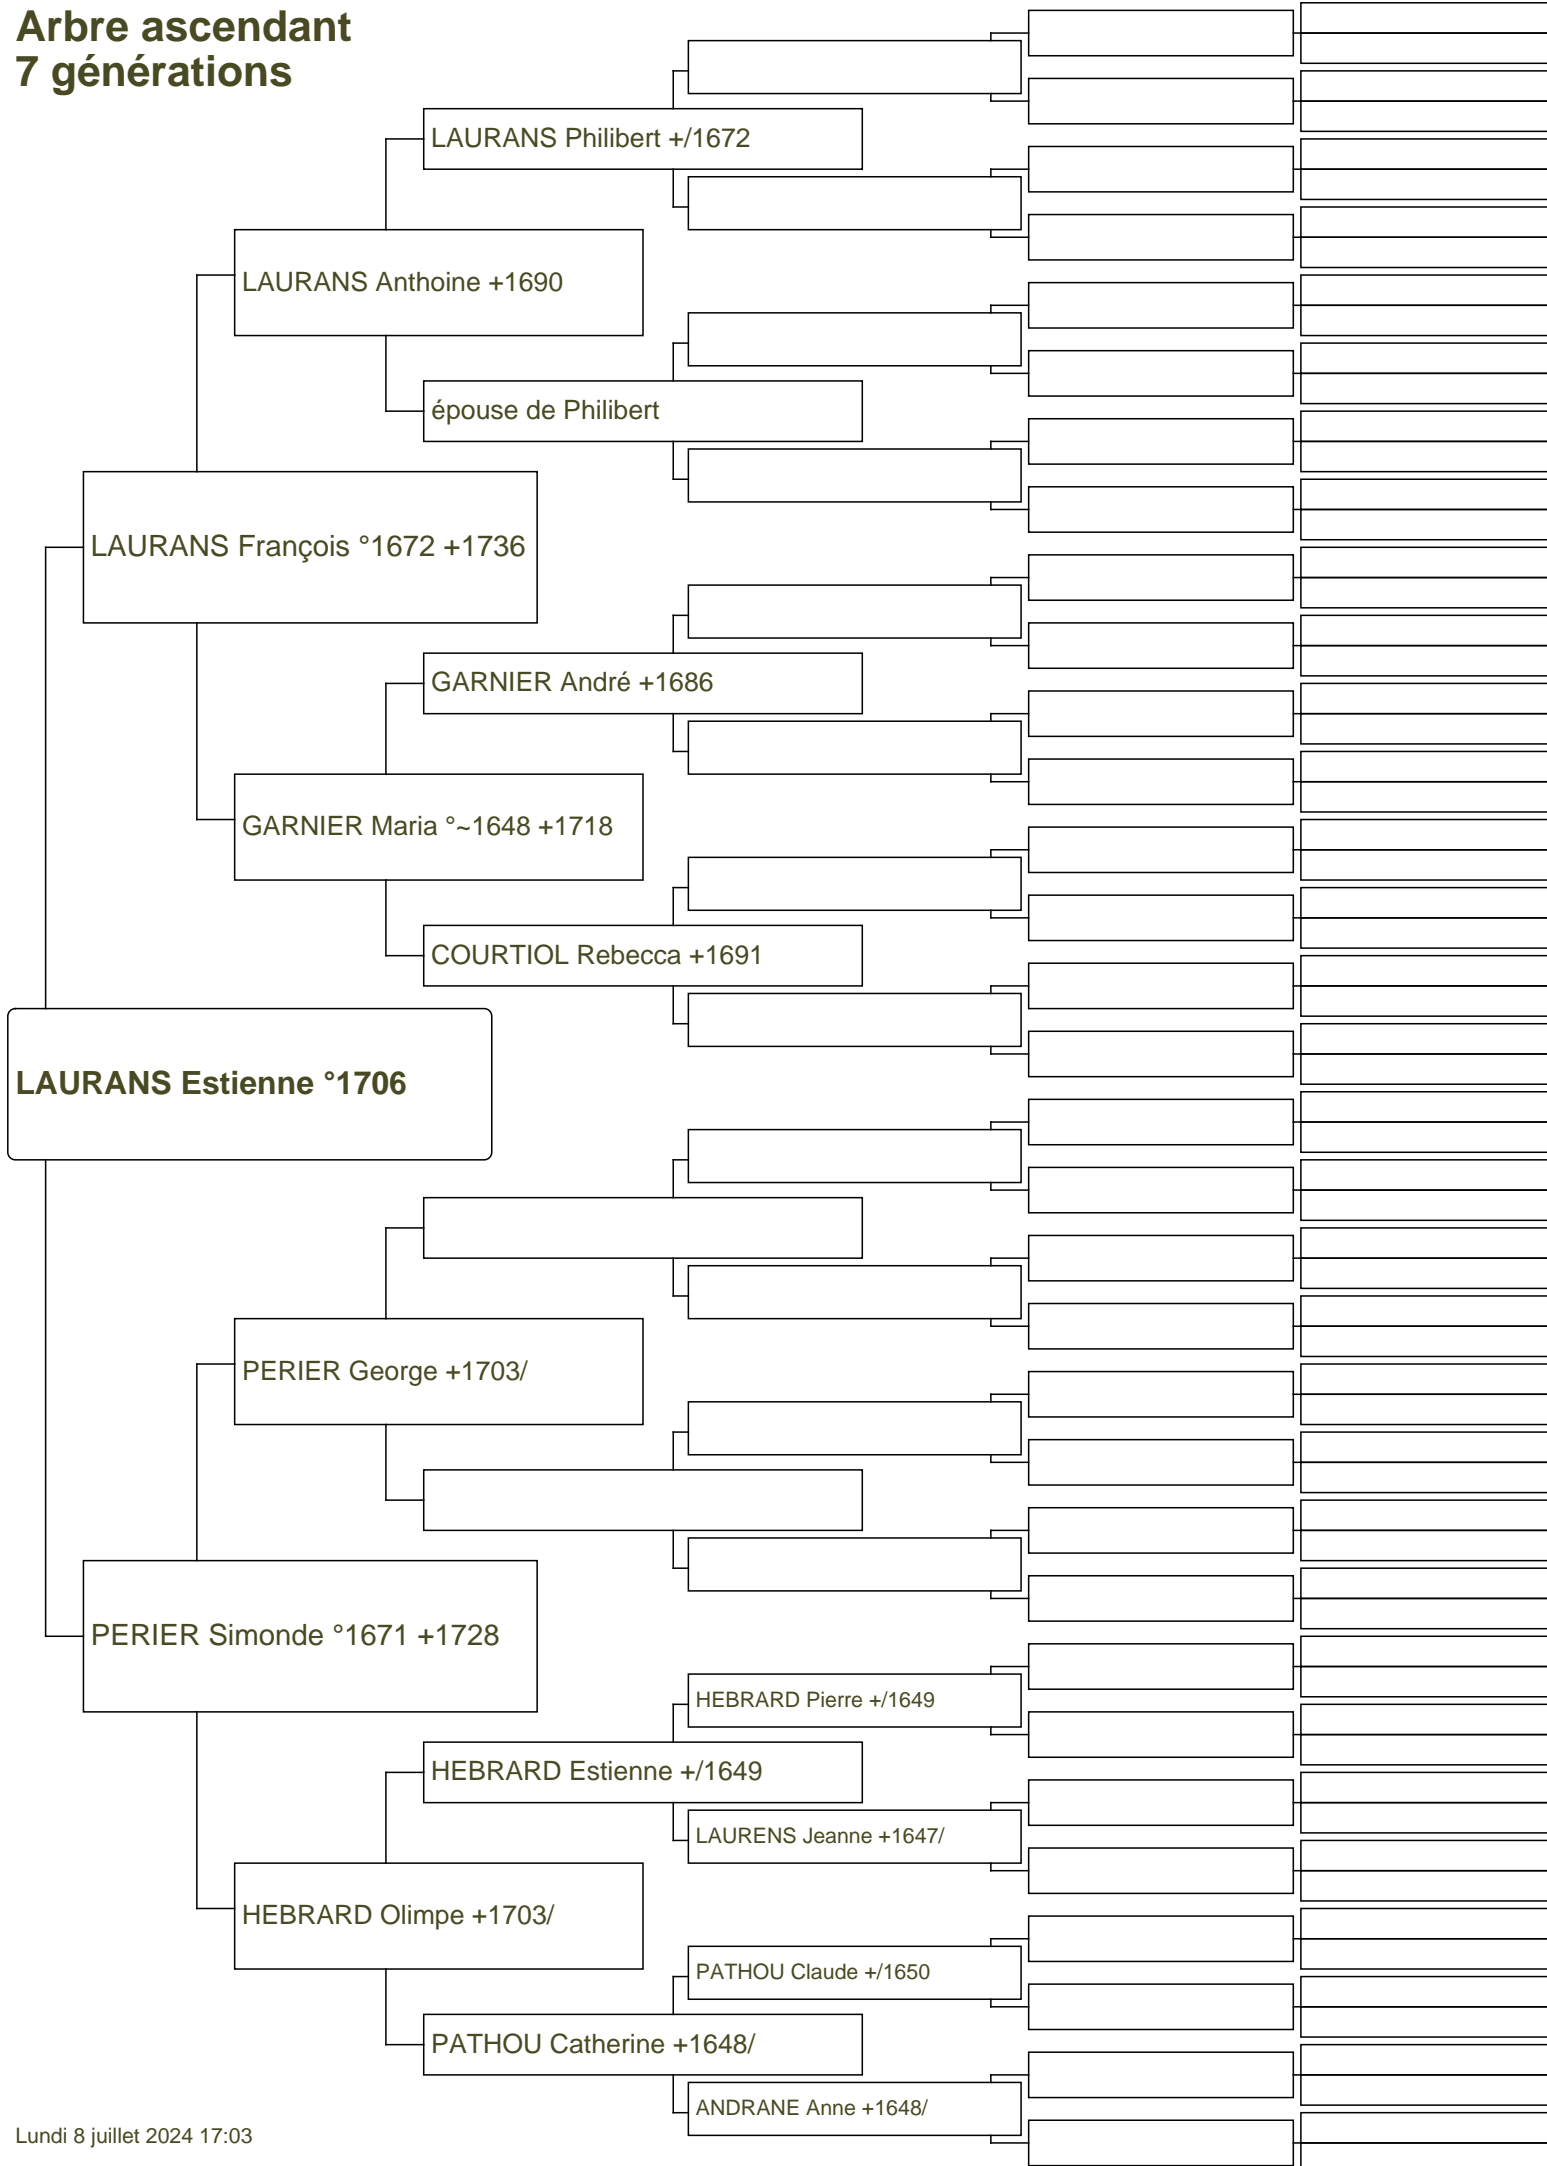 Arbre ascendant
7 générations
LAURANS Philibert +/1672
LAURANS Anthoine +1690
épouse de Philibert
LAURANS François °1672 +1736
GARNIER André +1686
GARNIER Maria °~1648 +1718
COURTIOL Rebecca +1691
LAURANS Estienne °1706
PERIER George +1703/
PERIER Simonde °1671 +1728
HEBRARD Pierre +/1649
HEBRARD Estienne +/1649
LAURENS Jeanne +1647/
HEBRARD Olimpe +1703/
PATHOU Claude +/1650
PATHOU Catherine +1648/
ANDRANE Anne +1648/
Lundi 8 juillet 2024 17:03